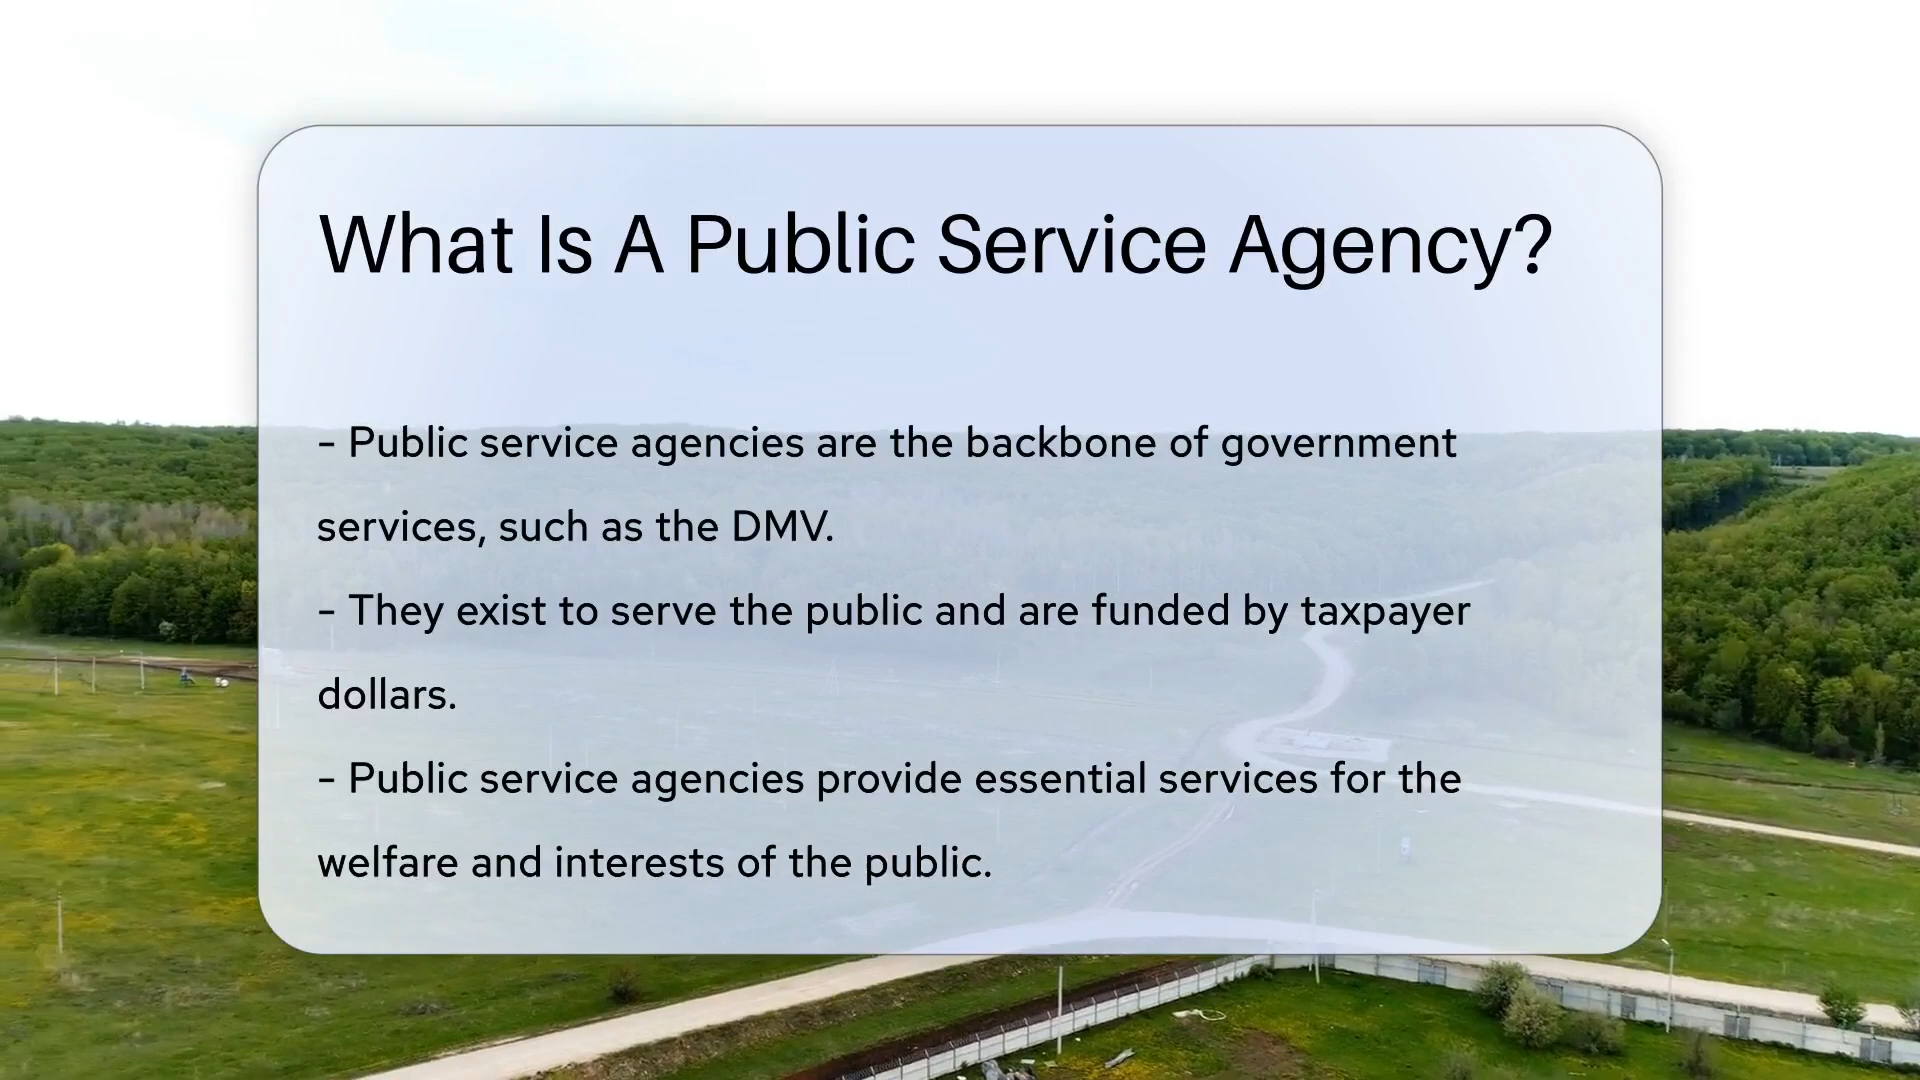 What Is A Public Service Agency?
– Public service agencies are the backbone of government
services, such as the DMV.
– They exist to serve the public and are funded by taxpayer
dollars.
– Public service agencies provide essential services for the
welfare and interests of the public.